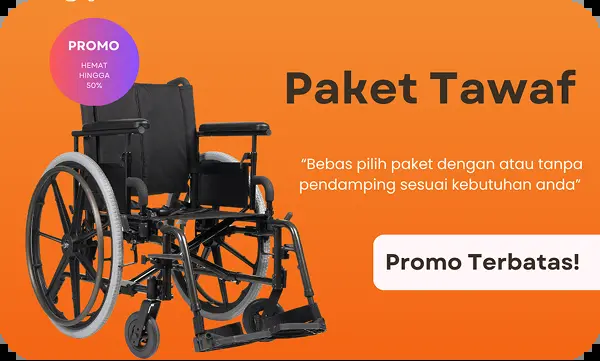 PROMO
HEMAT
HINGGA
50%
Paket Tawaf
“Bebas pilih paket dengan atau tanpa
pendamping sesuai kebutuhan anda”
Promo Terbatas!